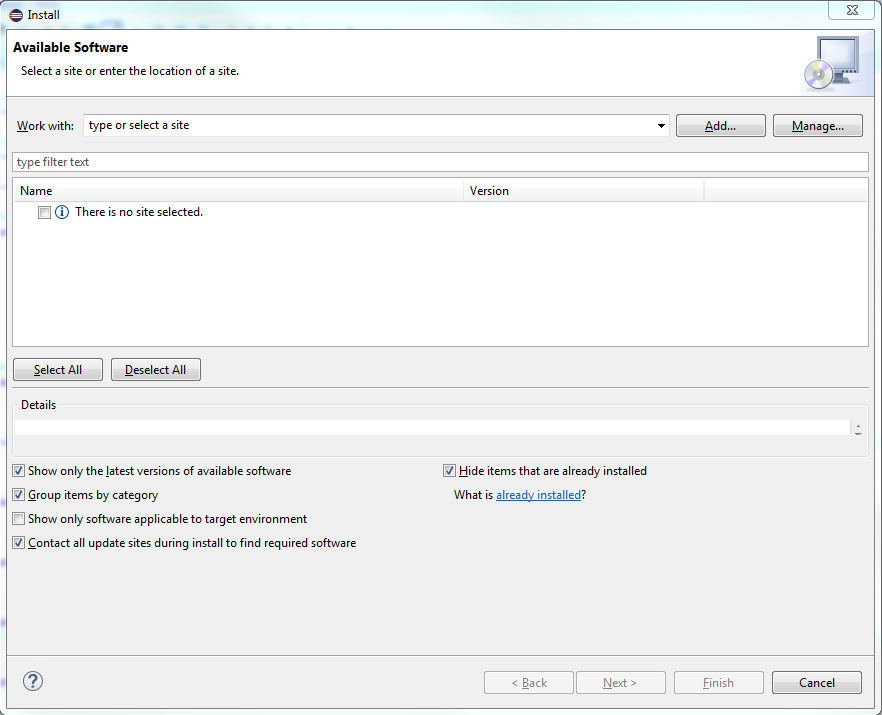 Install
Available Software
Select a site or enter the location of a site.
Work with: type or select a site Add... Manage...
type filter text
Name Version
There is no site selected.
Select All Deselect All
Details
Show only the latest versions of available software Hide items that are already installed
Group items by category What is already installed?
Show only software applicable to target environment
Contact all update sites during install to find required software
? < Back Next > Finish Cancel